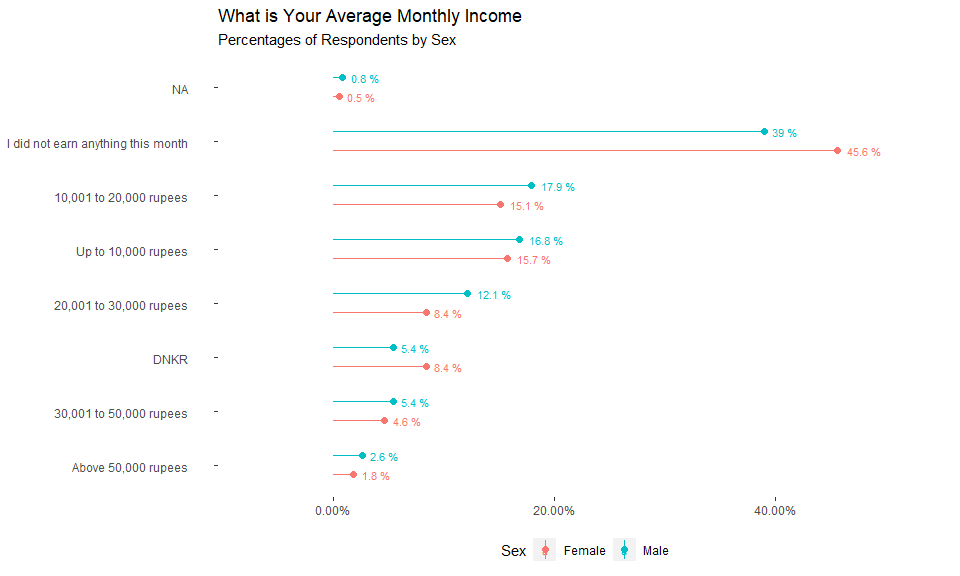 What is Your Average Monthly Income
Percentages of Respondents by Sex
NA
0.8 %
0.5 %
I did not earn anything this month
39 %
45.6 %
10,001 to 20,000 rupees
17.9 %
15.1 %
Up to 10,000 rupees
16.8 %
15.7 %
20,001 to 30,000 rupees
12.1 %
8.4 %
DNKR
5.4 %
8.4 %
30,001 to 50,000 rupees
5.4 %
4.6 %
Above 50,000 rupees
2.6 %
1.8 %
0.00% 20.00% 40.00%
Sex Female Male